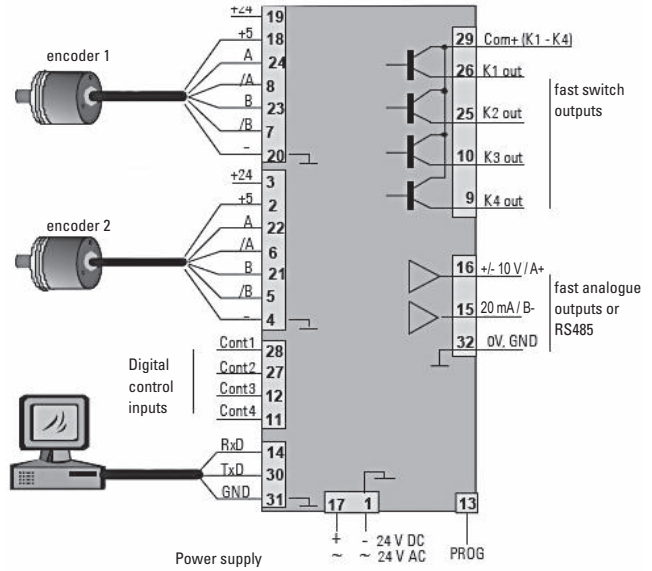 +24 19
+5 18
encoder 1
A 24
/A 8
B 23
/B 7
- 20
+24 3
+5 2
encoder 2
A 22
/A 6
B 21
/B 5
- 4
Digital
control
inputs
Cont1 28
Cont2 27
Cont3 12
Cont4 11
RxD 14
TxD 30
GND 31
29 Com+ (K1 - K4)
26 K1 out
25 K2 out
10 K3 out
9 K4 out
fast switch
outputs
16 +/- 10 V / A+
15 20 mA / B-
32 0V, GND
fast analogue
outputs or
RS485
17 1 13
+ - 24 V DC
~ ~ 24 V AC
PROG
Power supply